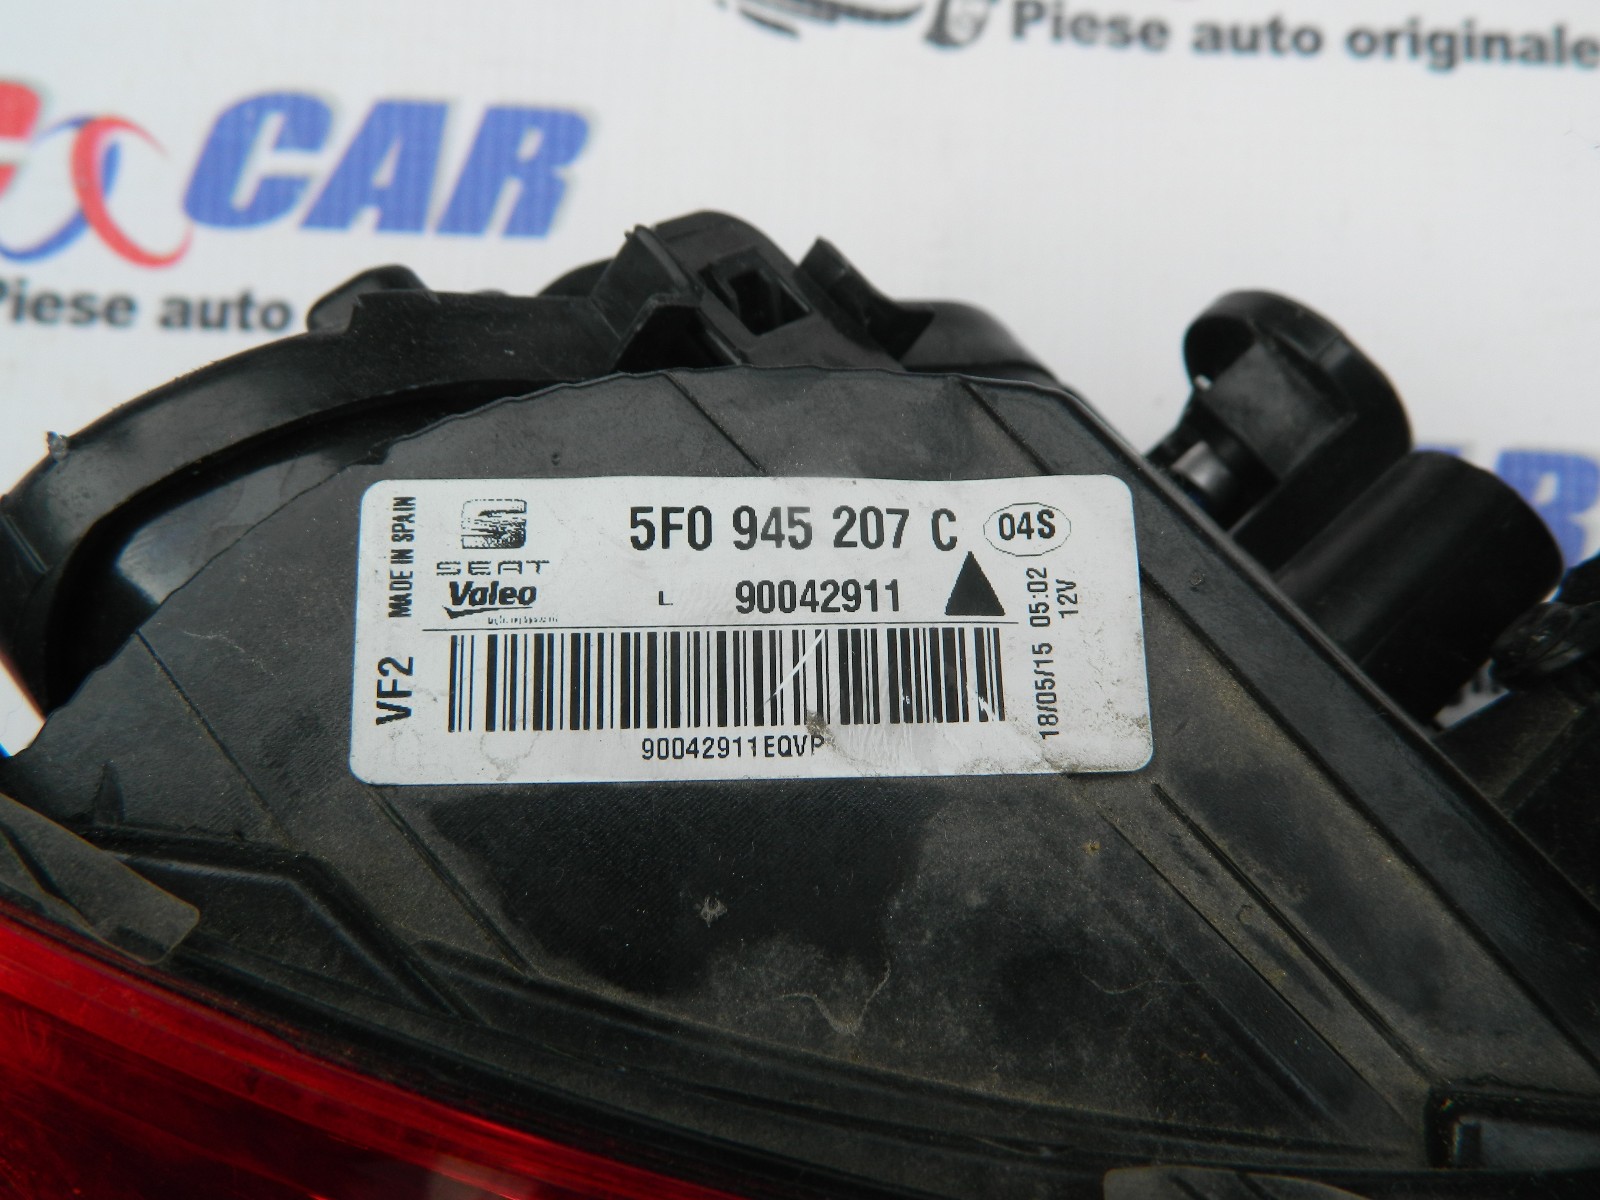 Piese auto originale
CAR
Piese auto
MADE IN SPAIN
S
SEAT
5F0 945 207 C
04S
Valeo
L 90042911
18/05/15 05:02
12V
VF2
90042911EQVP